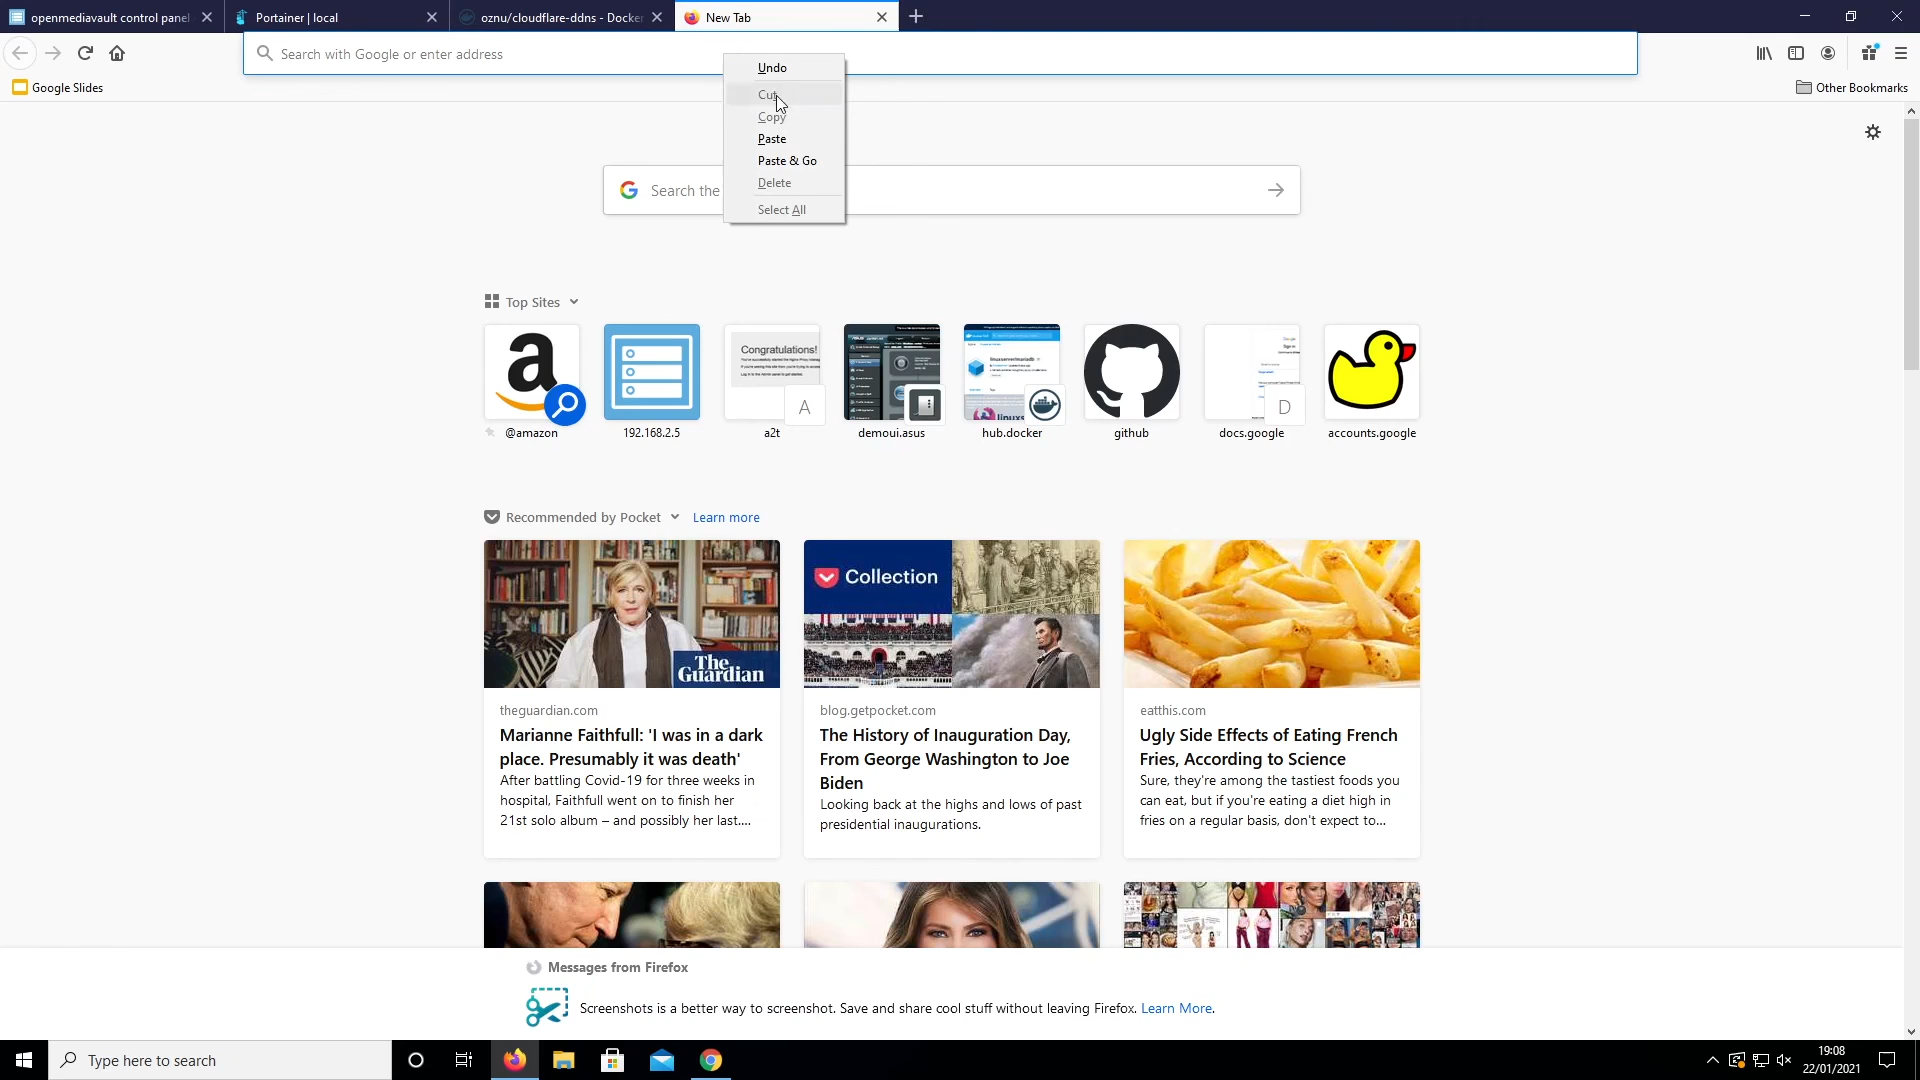 openmediavault control panel
Portainer | local
oznu/cloudflare-ddns - Docker
New Tab
Search with Google or enter address
Google Slides
Other Bookmarks
Undo
Cut
Copy
Paste
Paste & Go
Delete
Select All
Search the
Top Sites
Congratulations!
A
D
@amazon
192.168.2.5
a2t
demoui.asus
hub.docker
github
docs.google
accounts.google
Recommended by Pocket
Learn more
The Guardian
Collection
theguardian.com
Marianne Faithfull: 'I was in a dark
place. Presumably it was death'
After battling Covid-19 for three weeks in
hospital, Faithfull went on to finish her
21st solo album – and possibly her last....
blog.getpocket.com
The History of Inauguration Day,
From George Washington to Joe
Biden
Looking back at the highs and lows of past
presidential inaugurations.
eatthis.com
Ugly Side Effects of Eating French
Fries, According to Science
Sure, they're among the tastiest foods you
can eat, but if you're eating a diet high in
fries on a regular basis, don't expect to...
Messages from Firefox
Screenshots is a better way to screenshot. Save and share cool stuff without leaving Firefox. Learn More.
Type here to search
19:08
22/01/2021